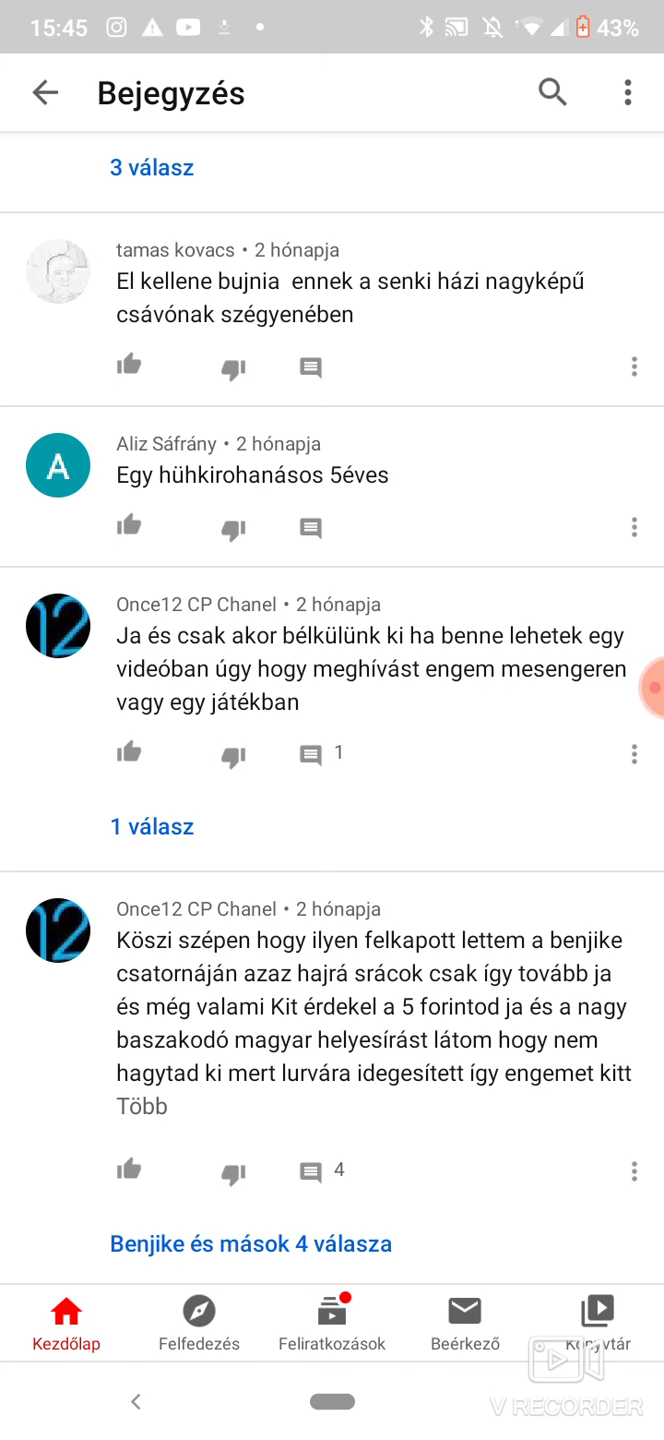 15:45
43%
Bejegyzés
3 válasz
tamas kovacs • 2 hónapja
El kellene bujnia  ennek a senki házi nagyképű
csávónak szégyenében
Aliz Sáfrány • 2 hónapja
A
Egy hühkirohanásos 5éves
Once12 CP Chanel • 2 hónapja
12
Ja és csak akor bélkülünk ki ha benne lehetek egy
videóban úgy hogy meghívást engem mesengeren
vagy egy játékban
1
1 válasz
Once12 CP Chanel • 2 hónapja
12
Köszi szépen hogy ilyen felkapott lettem a benjike
csatornáján azaz hajrá srácok csak így tovább ja
és még valami Kit érdekel a 5 forintod ja és a nagy
baszakodó magyar helyesírást látom hogy nem
hagytad ki mert lurvára idegesített így engemet kitt
Több
4
Benjike és mások 4 válasza
Kezdőlap
Felfedezés
Feliratkozások
Beérkező
Könyvtár
V RECORDER